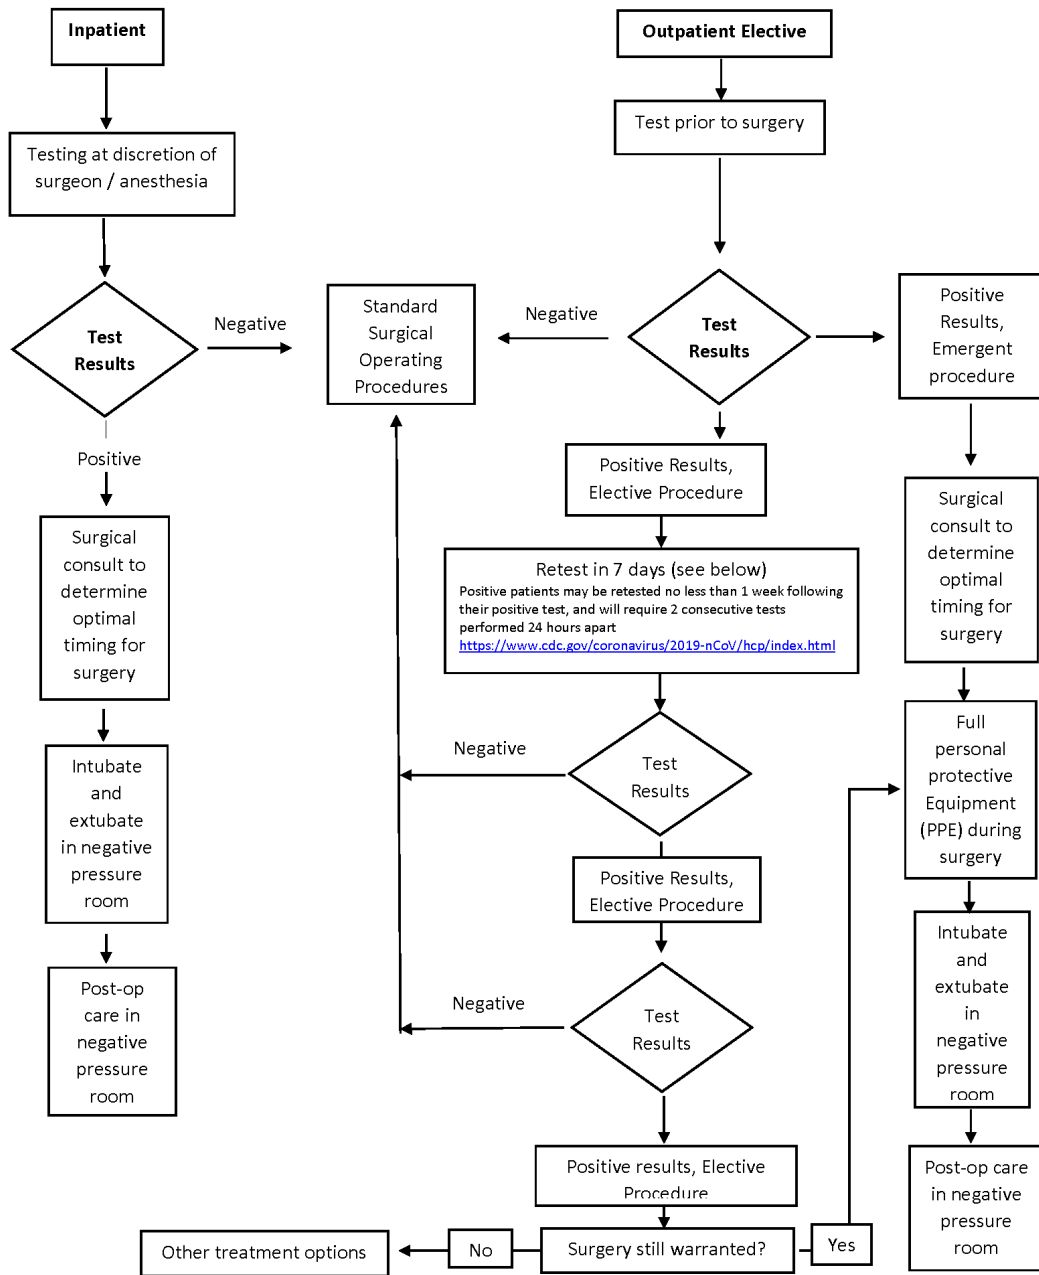 Inpatient
Testing at discretion of
surgeon / anesthesia
Test
Results
Negative
Positive
Surgical
consult to
determine
optimal
timing for
surgery
Intubate
and
extubate
in negative
pressure
room
Post-op
care in
negative
pressure
room
Standard
Surgical
Operating
Procedures
Outpatient Elective
Test prior to surgery
Negative
Test
Results
Positive
Results,
Emergent
procedure
Positive Results,
Elective Procedure
Retest in 7 days (see below)
Positive patients may be retested no less than 1 week following
their positive test, and will require 2 consecutive tests
performed 24 hours apart
https://www.cdc.gov/coronavirus/2019-nCoV/hcp/index.html
Negative
Test
Results
Positive Results,
Elective Procedure
Negative
Test
Results
Positive results, Elective
Procedure
Surgery still warranted?
No
Other treatment options
Yes
Surgical
consult to
determine
optimal
timing for
surgery
Full
personal
protective
Equipment
(PPE) during
surgery
Intubate
and
extubate
in
negative
pressure
room
Post-op care
in negative
pressure
room